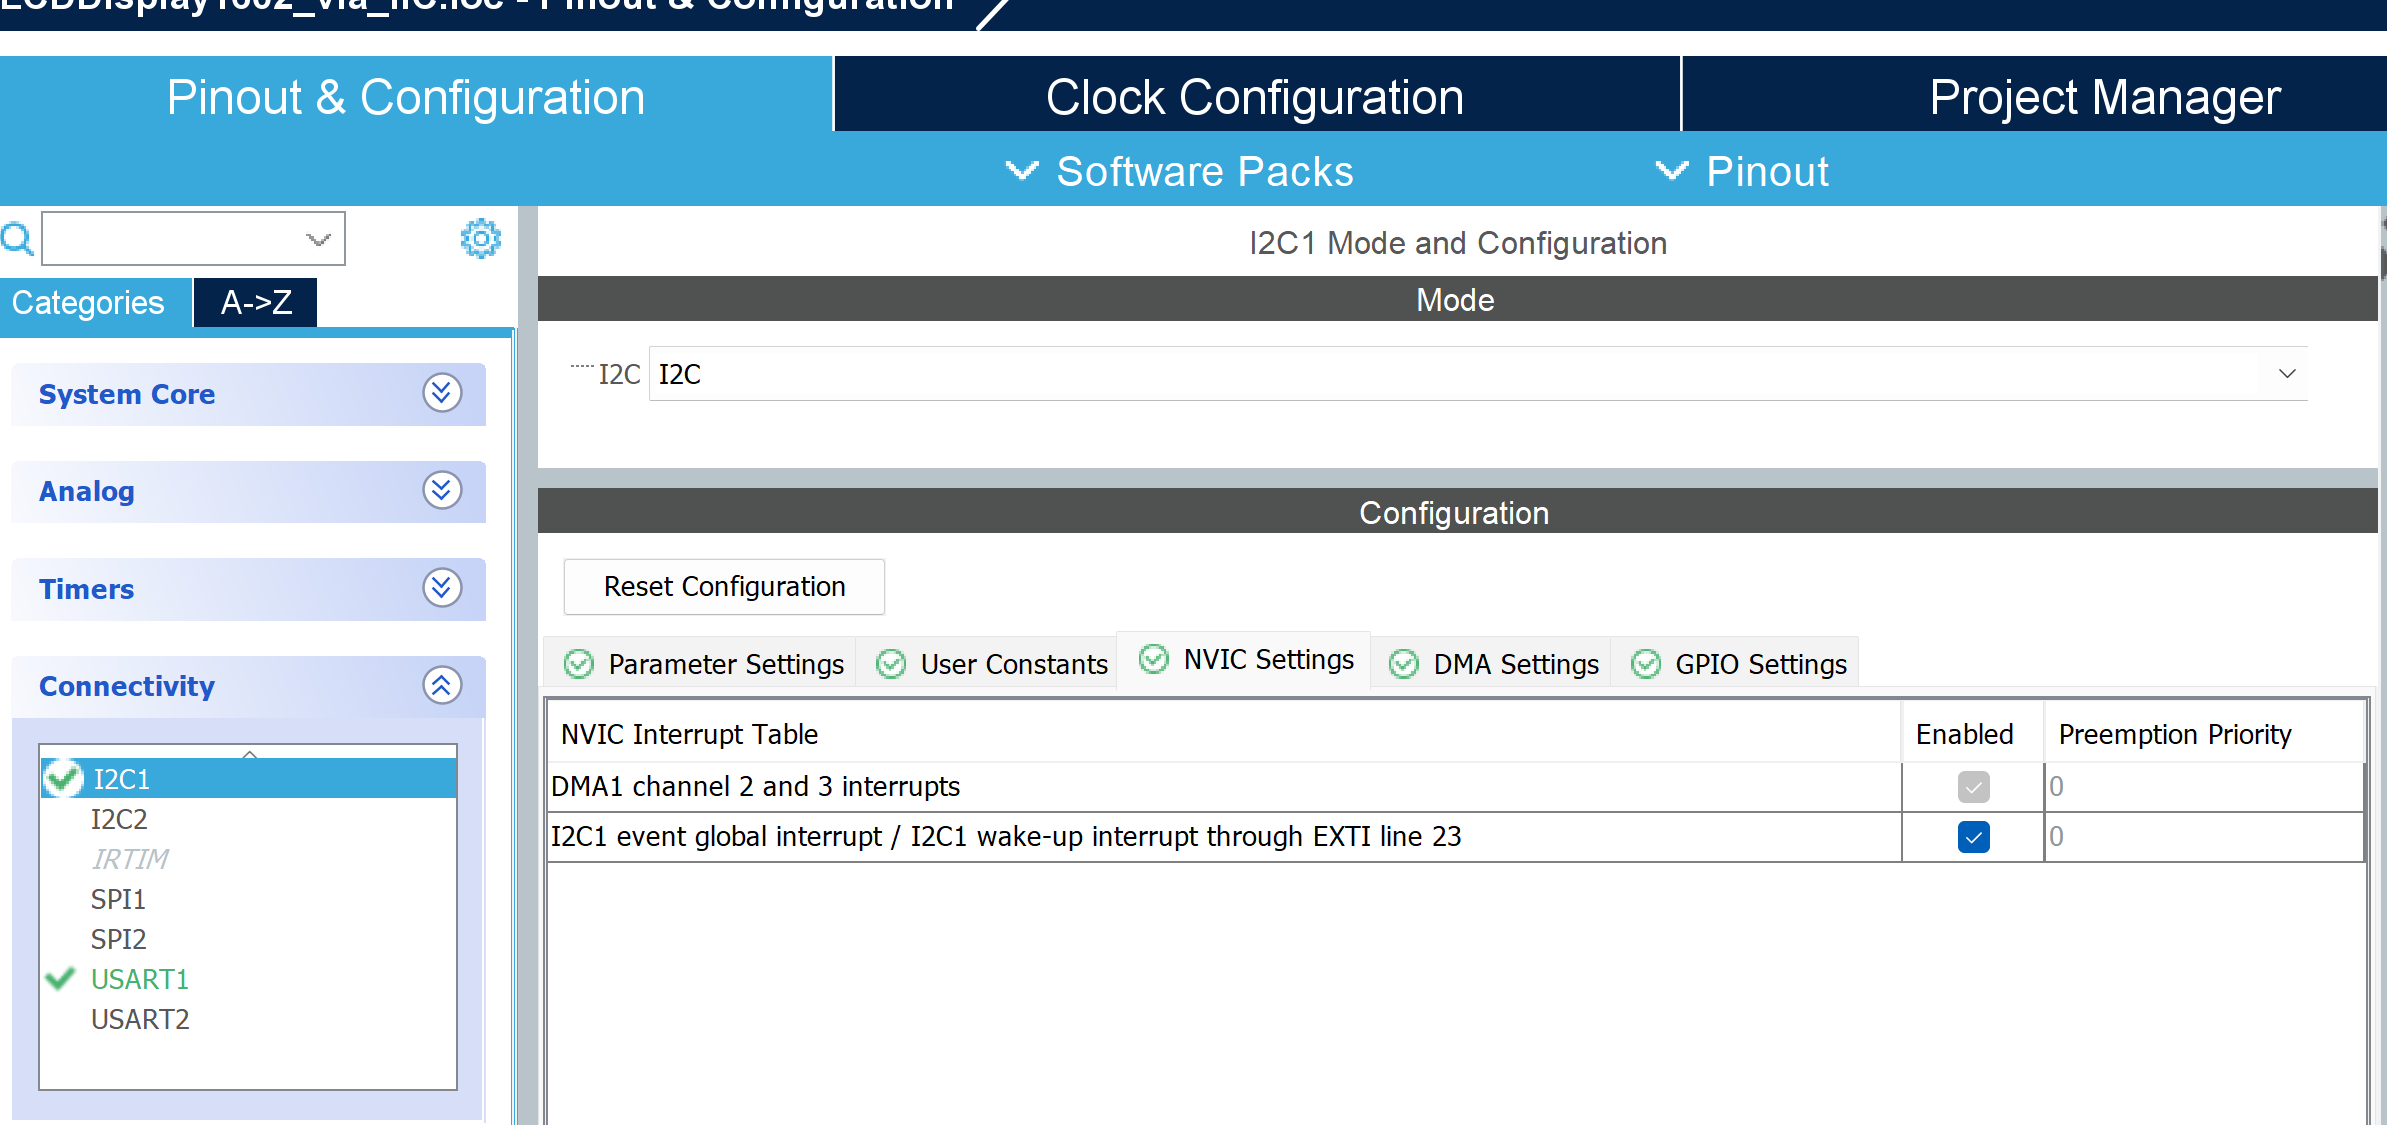 LCDDisplay1602_via_IIC.ioc - Pinout & Configuration
Pinout & Configuration
Clock Configuration
Project Manager
Software Packs
Pinout
Categories
A->Z
System Core
Analog
Timers
Connectivity
I2C1
I2C2
IRTIM
SPI1
SPI2
USART1
USART2
I2C1 Mode and Configuration
Mode
I2C I2C
Configuration
Reset Configuration
Parameter Settings
User Constants
NVIC Settings
DMA Settings
GPIO Settings
NVIC Interrupt Table Enabled Preemption Priority
DMA1 channel 2 and 3 interrupts 0
I2C1 event global interrupt / I2C1 wake-up interrupt through EXTI line 23 0